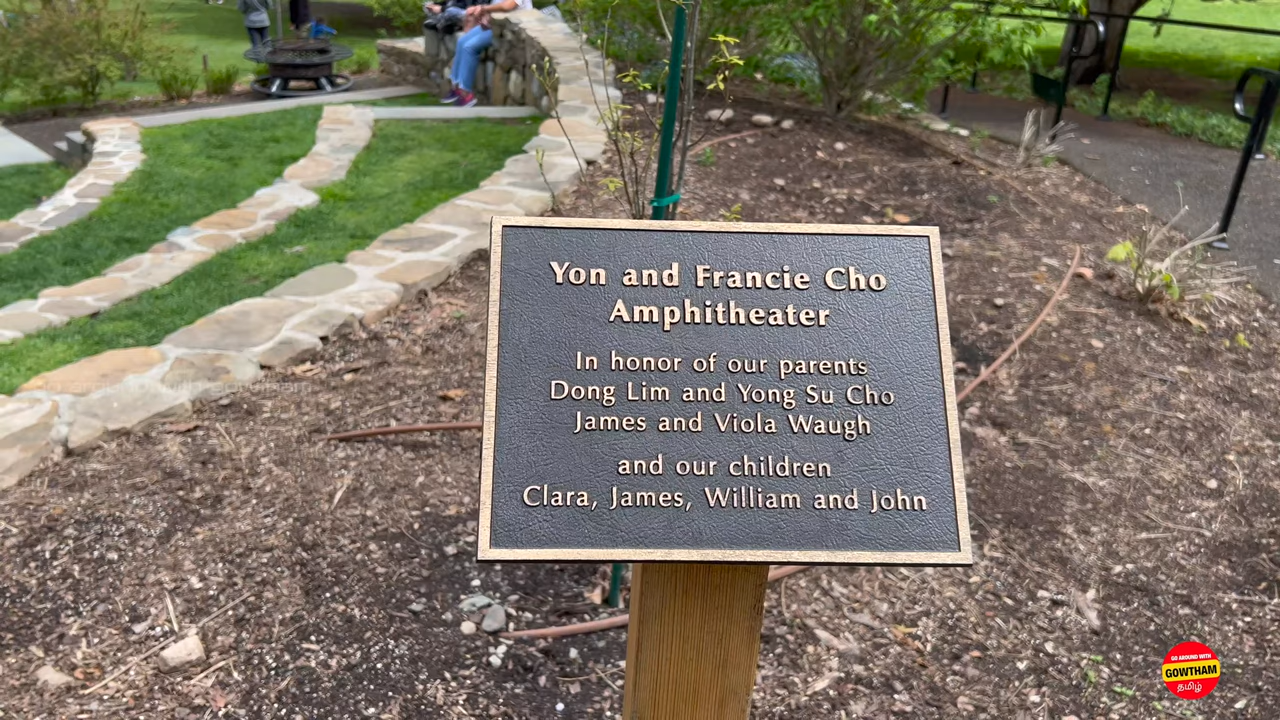 Yon and Francie Cho
Amphitheater
In honor of our parents
Dong Lim and Yong Su Cho
James and Viola Waugh
and our children
Clara, James, William and John
GO AROUND WITH
GOWTHAM
தமிழ்